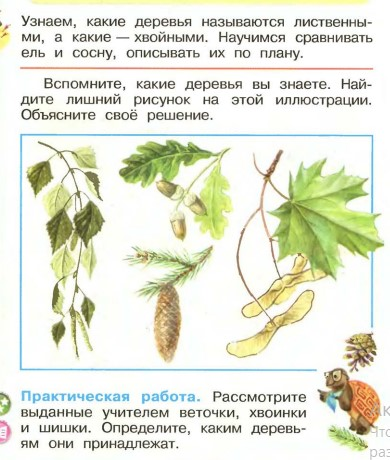 Узнаем, какие деревья называются лиственны-
ми, а какие — хвойными. Научимся сравнивать
ель и сосну, описывать их по плану.
Вспомните, какие деревья вы знаете. Най-
дите лишний рисунок на этой иллюстрации.
Объясните своё решение.
Практическая работа. Рассмотрите
выданные учителем веточки, хвоинки
и шишки. Определите, каким деревь-
ям они принадлежат.